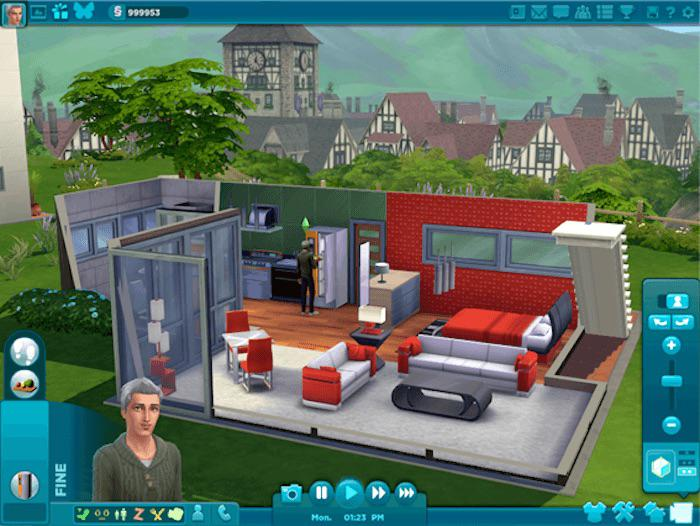 § 999953
?
FINE
Z
Mon. 01:23 PM